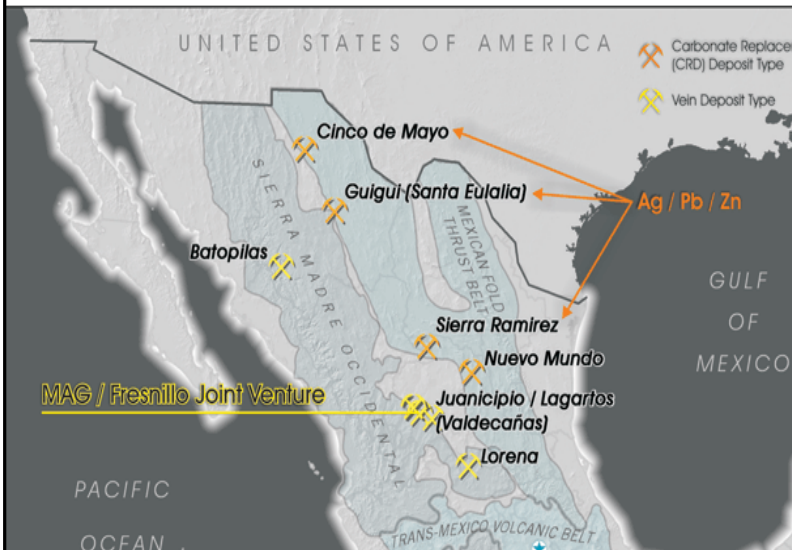 UNITED STATES OF AMERICA
Carbonate Replace
(CRD) Deposit Type
Vein Deposit Type
Cinco de Mayo
Guigui (Santa Eulalia)
Ag / Pb / Zn
SIERRA MADRE OCCIDENTAL
MEXICAN FOLD
THRUST BELT
Batopilas
GULF
OF
MEXICO
Sierra Ramirez
Nuevo Mundo
MAG / Fresnillo Joint Venture
Juanicipio / Lagartos
(Valdecañas)
Lorena
PACIFIC
OCEAN
TRANS-MEXICO VOLCANIC BELT